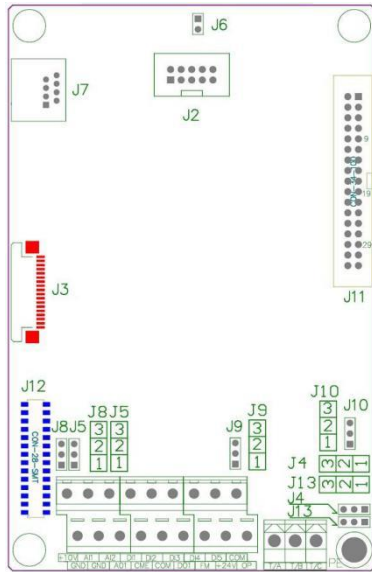 J6
J7
J2
9
19
29
J11
J3
J12
CON-28-SMT
J8 J5
J8 J5
3 3
2 2
1 1
J9
J9
3
2
1
J10
J10
3
2
1
J4 3 2 1
J13 3 2 1
J4
J13
+10V AI1 AI2 DI1 DI2 DI3 DI4 DI5 COM
GND GND AO1 CME COM DO1 FM +24V OP
T/A T/B T/C
PE